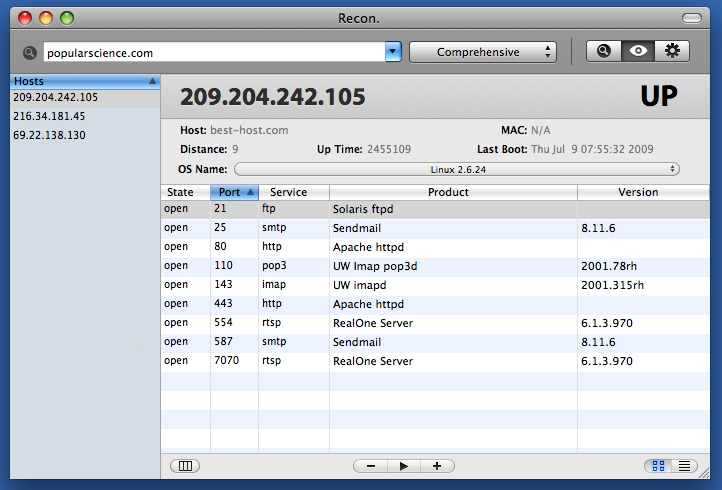 Recon.
popularscience.com Comprehensive
Hosts
209.204.242.105
216.34.181.45
69.22.138.130
209.204.242.105 UP
Host: best-host.com MAC: N/A
Distance: 9 Up Time: 2455109 Last Boot: Thu Jul 9 07:55:32 2009
OS Name: Linux 2.6.24
State Port Service Product Version
open 21 ftp Solaris ftpd
open 25 smtp Sendmail 8.11.6
open 80 http Apache httpd
open 110 pop3 UW Imap pop3d 2001.78rh
open 143 imap UW imapd 2001.315rh
open 443 http Apache httpd
open 554 rtsp RealOne Server 6.1.3.970
open 587 smtp Sendmail 8.11.6
open 7070 rtsp RealOne Server 6.1.3.970